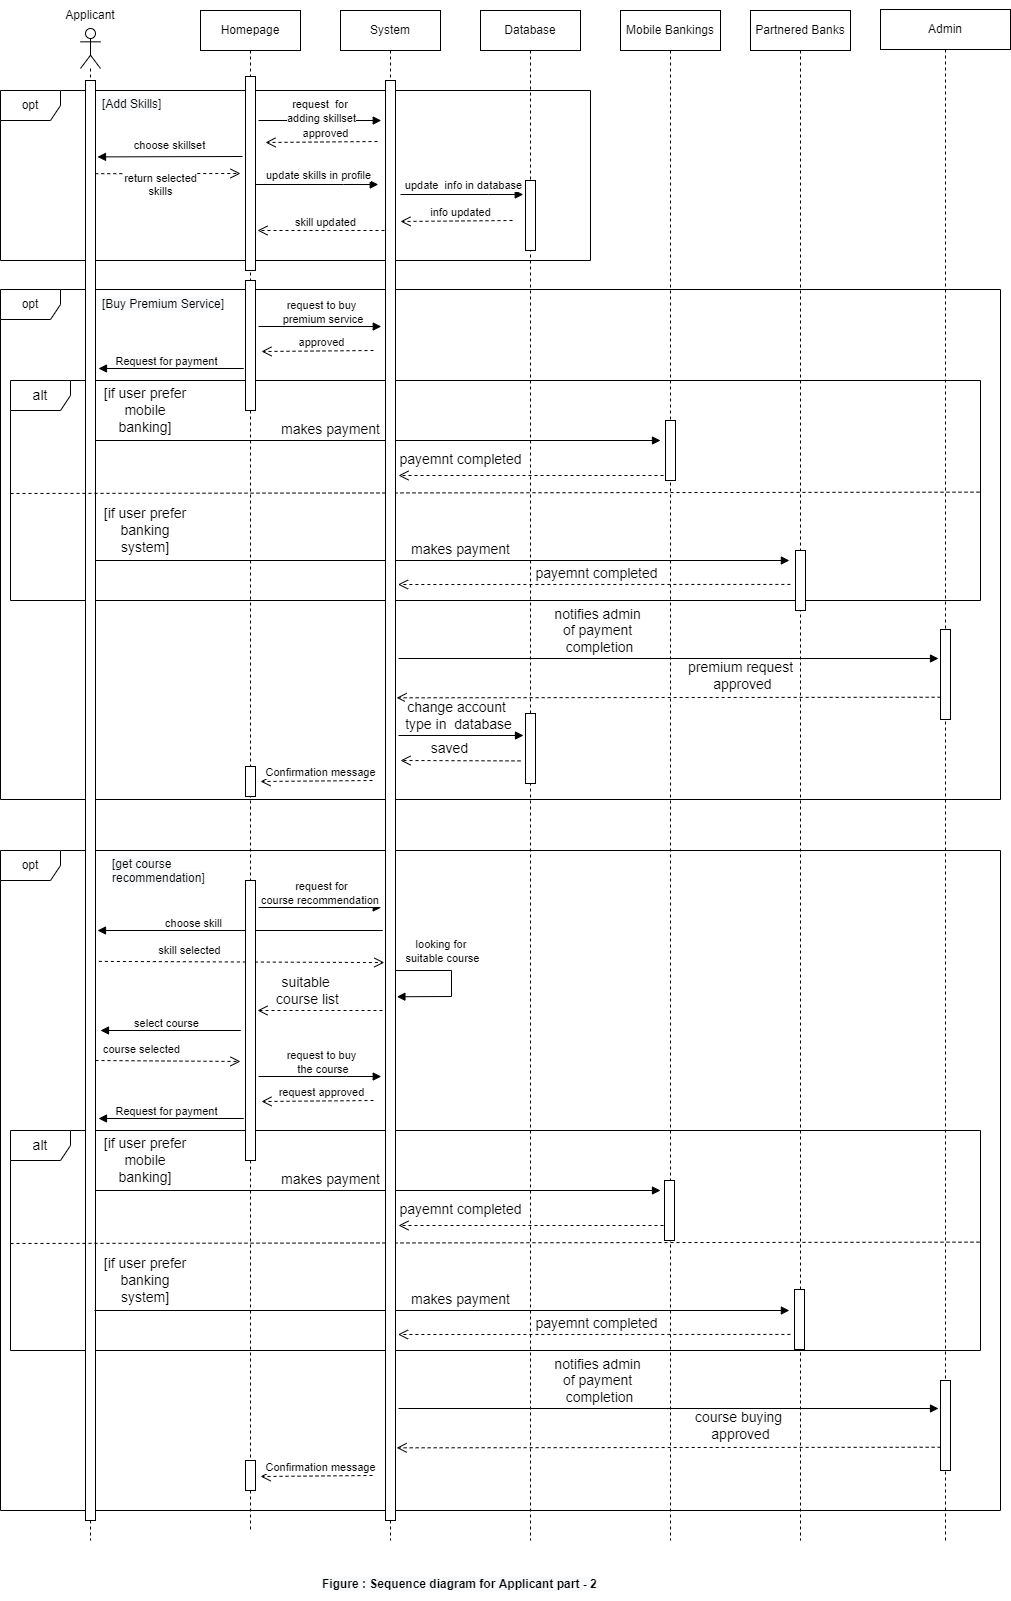 Applicant
Homepage
System
Database
Mobile Bankings
Partnered Banks
Admin
opt
[Add Skills]
request for
adding skillset
approved
choose skillset
return selected
skills
update skills in profile
update info in database
info updated
skill updated
opt
[Buy Premium Service]
request to buy
premium service
approved
Request for payment
alt
[if user prefer
mobile
banking]
makes payment
payemnt completed
[if user prefer
banking
system]
makes payment
payemnt completed
notifies admin
of payment
completion
premium request
approved
change account
type in database
saved
Confirmation message
opt
[get course
recommendation]
request for
course recommendation
choose skill
skill selected
looking for
suitable course
suitable
course list
select course
course selected
request to buy
the course
request approved
Request for payment
alt
[if user prefer
mobile
banking]
makes payment
payemnt completed
[if user prefer
banking
system]
makes payment
payemnt completed
notifies admin
of payment
completion
course buying
approved
Confirmation message
Figure : Sequence diagram for Applicant part - 2